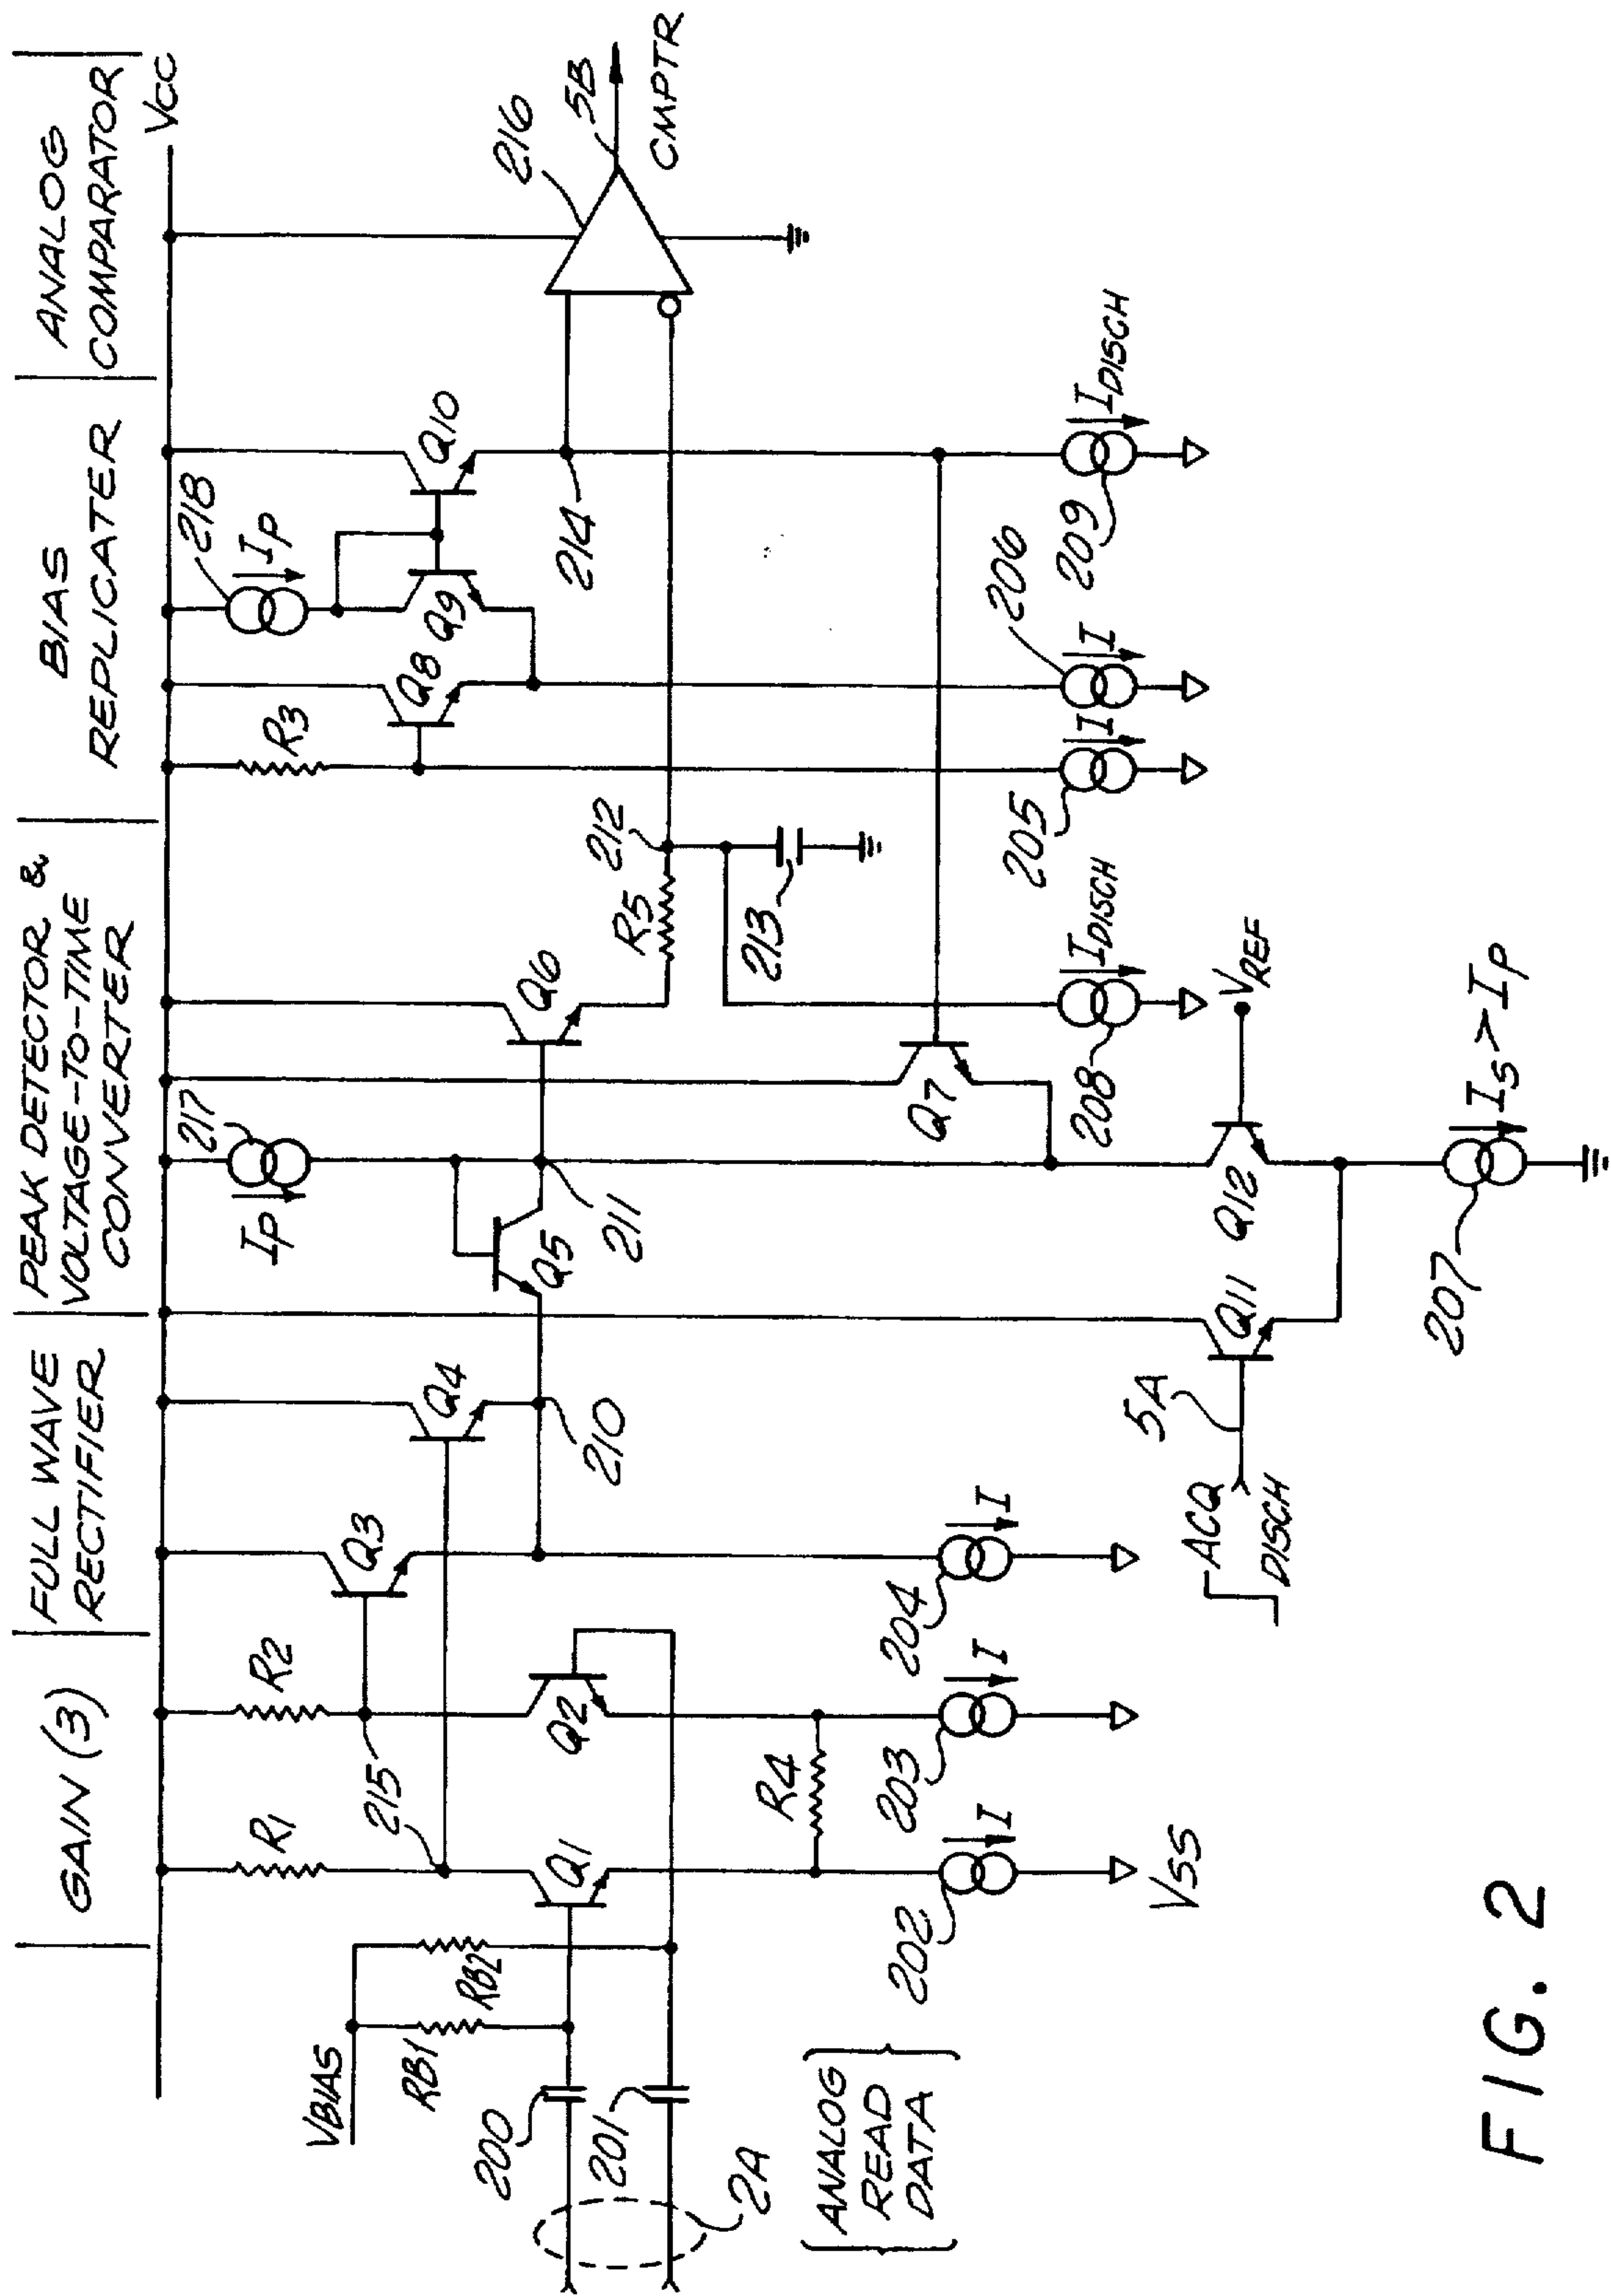 GAIN (3)
FULL WAVE
RECTIFIER
PEAK DETECTOR &
VOLTAGE-TO-TIME
CONVERTER
BIAS
REPLICATER
ANALOG
COMPARATOR
Vcc
VBIAS
RB1
RB2
R1
R2
215
Q1
Q2
Q3
Q4
210
R4
200
201
2A
{ANALOG
READ
DATA}
202
I
VSS
203
I
204
I
217
IP
Q5
211
Q6
R5
212
213
Q7
208
IDISCH
ACQ
DISCH
5A
Q11
Q12
VREF
207
IS>IP
R3
Q8
Q9
218
IP
Q10
214
205
I
206
I
209
IDISCH
216
5B
CMPTR
FIG. 2